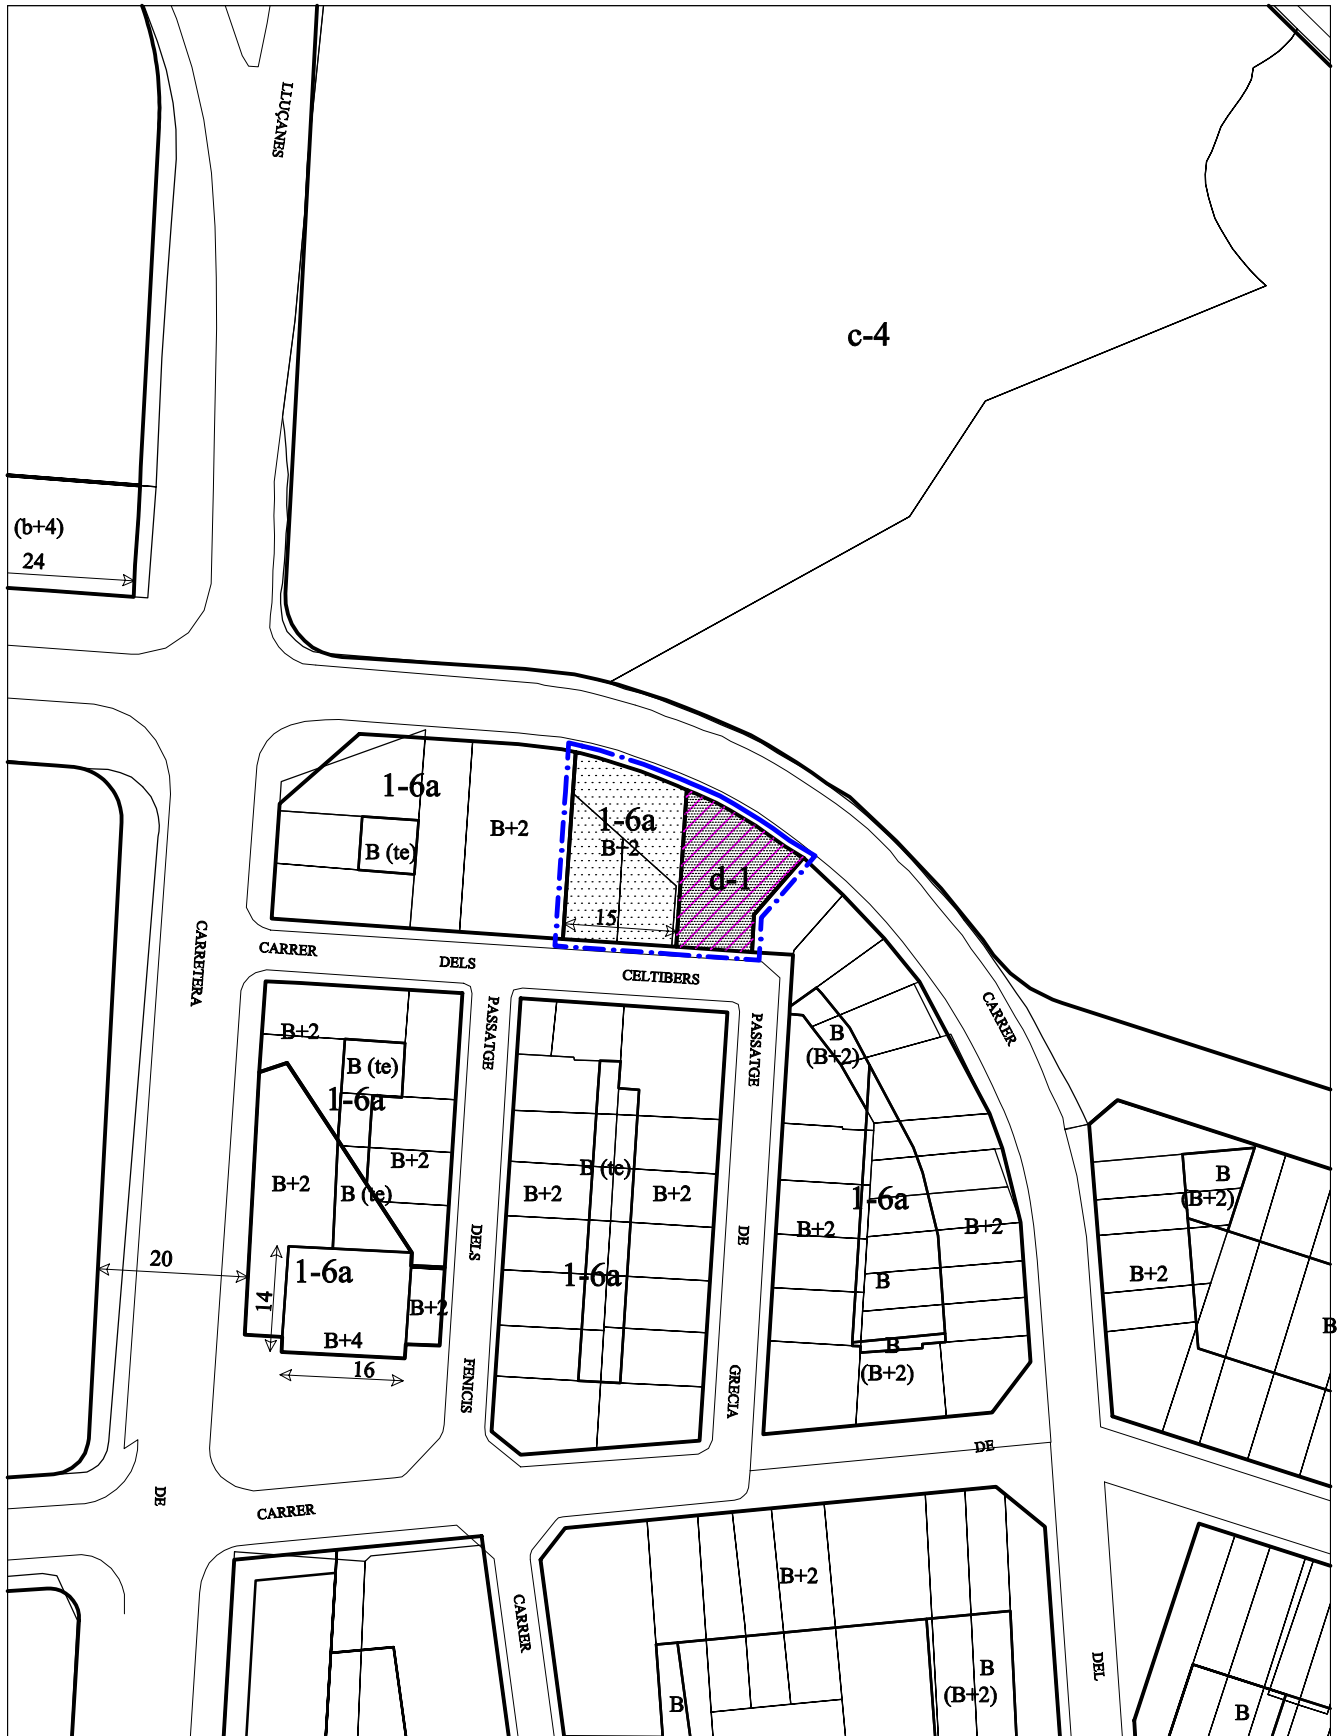 LLUÇANES
c-4
(b+4)
24
1-6a
B+2
B (te)
1-6a
B+2
d-1
15
CARRETERA
CARRER
DELS
CELTIBERS
PASSATGE
PASSATGE
CARRER
B+2
B (te)
1-6a
B+2
B (te)
B+2
B
(B+2)
B (te)
B+2
B+2
1-6a
B+2
B+2
B
(B+2)
B+2
DELS
DE
20
14
1-6a
B+2
B+4
16
1-6a
B
B
(B+2)
B
FENICIS
GRECIA
DE
DE
CARRER
CARRER
B+2
B
B
(B+2)
DEL
B